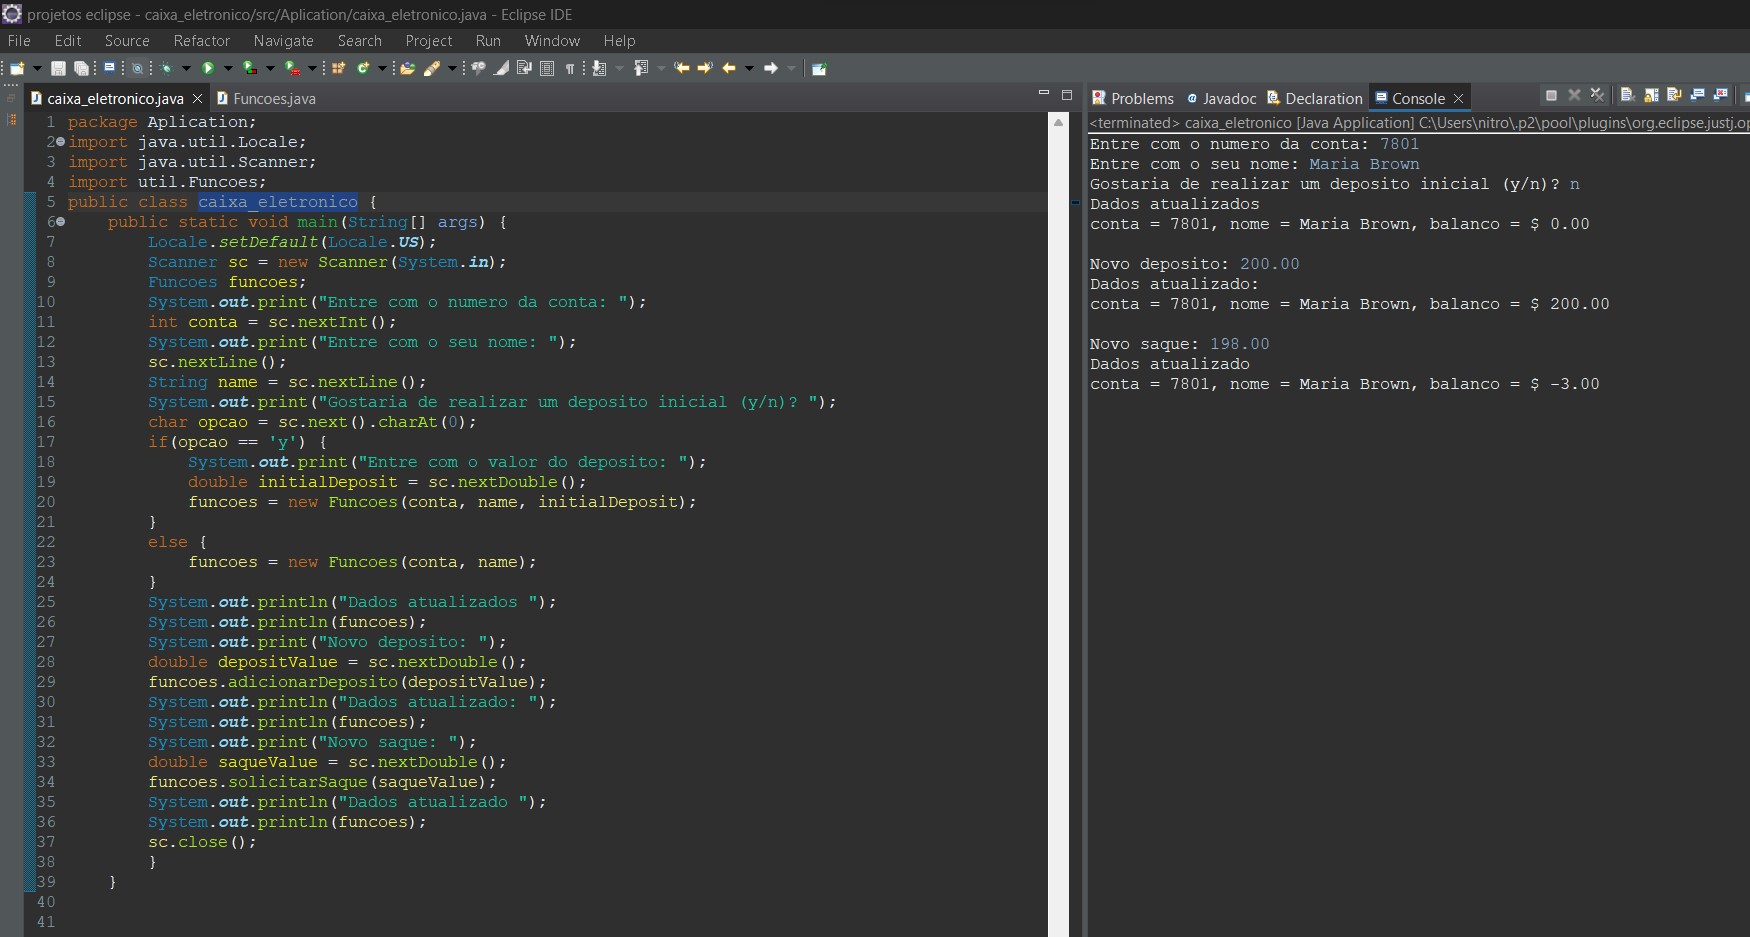 projetos eclipse - caixa_eletronico/src/Aplication/caixa_eletronico.java - Eclipse IDE
File Edit Source Refactor Navigate Search Project Run Window Help
caixa_eletronico.java Funcoes.java
1 package Aplication;
2 import java.util.Locale;
3 import java.util.Scanner;
4 import util.Funcoes;
5 public class caixa_eletronico {
6 public static void main(String[] args) {
7 Locale.setDefault(Locale.US);
8 Scanner sc = new Scanner(System.in);
9 Funcoes funcoes;
10 System.out.print("Entre com o numero da conta: ");
11 int conta = sc.nextInt();
12 System.out.print("Entre com o seu nome: ");
13 sc.nextLine();
14 String name = sc.nextLine();
15 System.out.print("Gostaria de realizar um deposito inicial (y/n)? ");
16 char opcao = sc.next().charAt(0);
17 if(opcao == 'y') {
18 System.out.print("Entre com o valor do deposito: ");
19 double initialDeposit = sc.nextDouble();
20 funcoes = new Funcoes(conta, name, initialDeposit);
21 }
22 else {
23 funcoes = new Funcoes(conta, name);
24 }
25 System.out.println("Dados atualizados ");
26 System.out.println(funcoes);
27 System.out.print("Novo deposito: ");
28 double depositValue = sc.nextDouble();
29 funcoes.adicionarDeposito(depositValue);
30 System.out.println("Dados atualizado: ");
31 System.out.println(funcoes);
32 System.out.print("Novo saque: ");
33 double saqueValue = sc.nextDouble();
34 funcoes.solicitarSaque(saqueValue);
35 System.out.println("Dados atualizado ");
36 System.out.println(funcoes);
37 sc.close();
38 }
39 }
40
41
Problems Javadoc Declaration Console
<terminated> caixa_eletronico [Java Application] C:\Users\nitro\.p2\pool\plugins\org.eclipse.justj.op
Entre com o numero da conta: 7801
Entre com o seu nome: Maria Brown
Gostaria de realizar um deposito inicial (y/n)? n
Dados atualizados
conta = 7801, nome = Maria Brown, balanco = $ 0.00
Novo deposito: 200.00
Dados atualizado:
conta = 7801, nome = Maria Brown, balanco = $ 200.00
Novo saque: 198.00
Dados atualizado
conta = 7801, nome = Maria Brown, balanco = $ -3.00